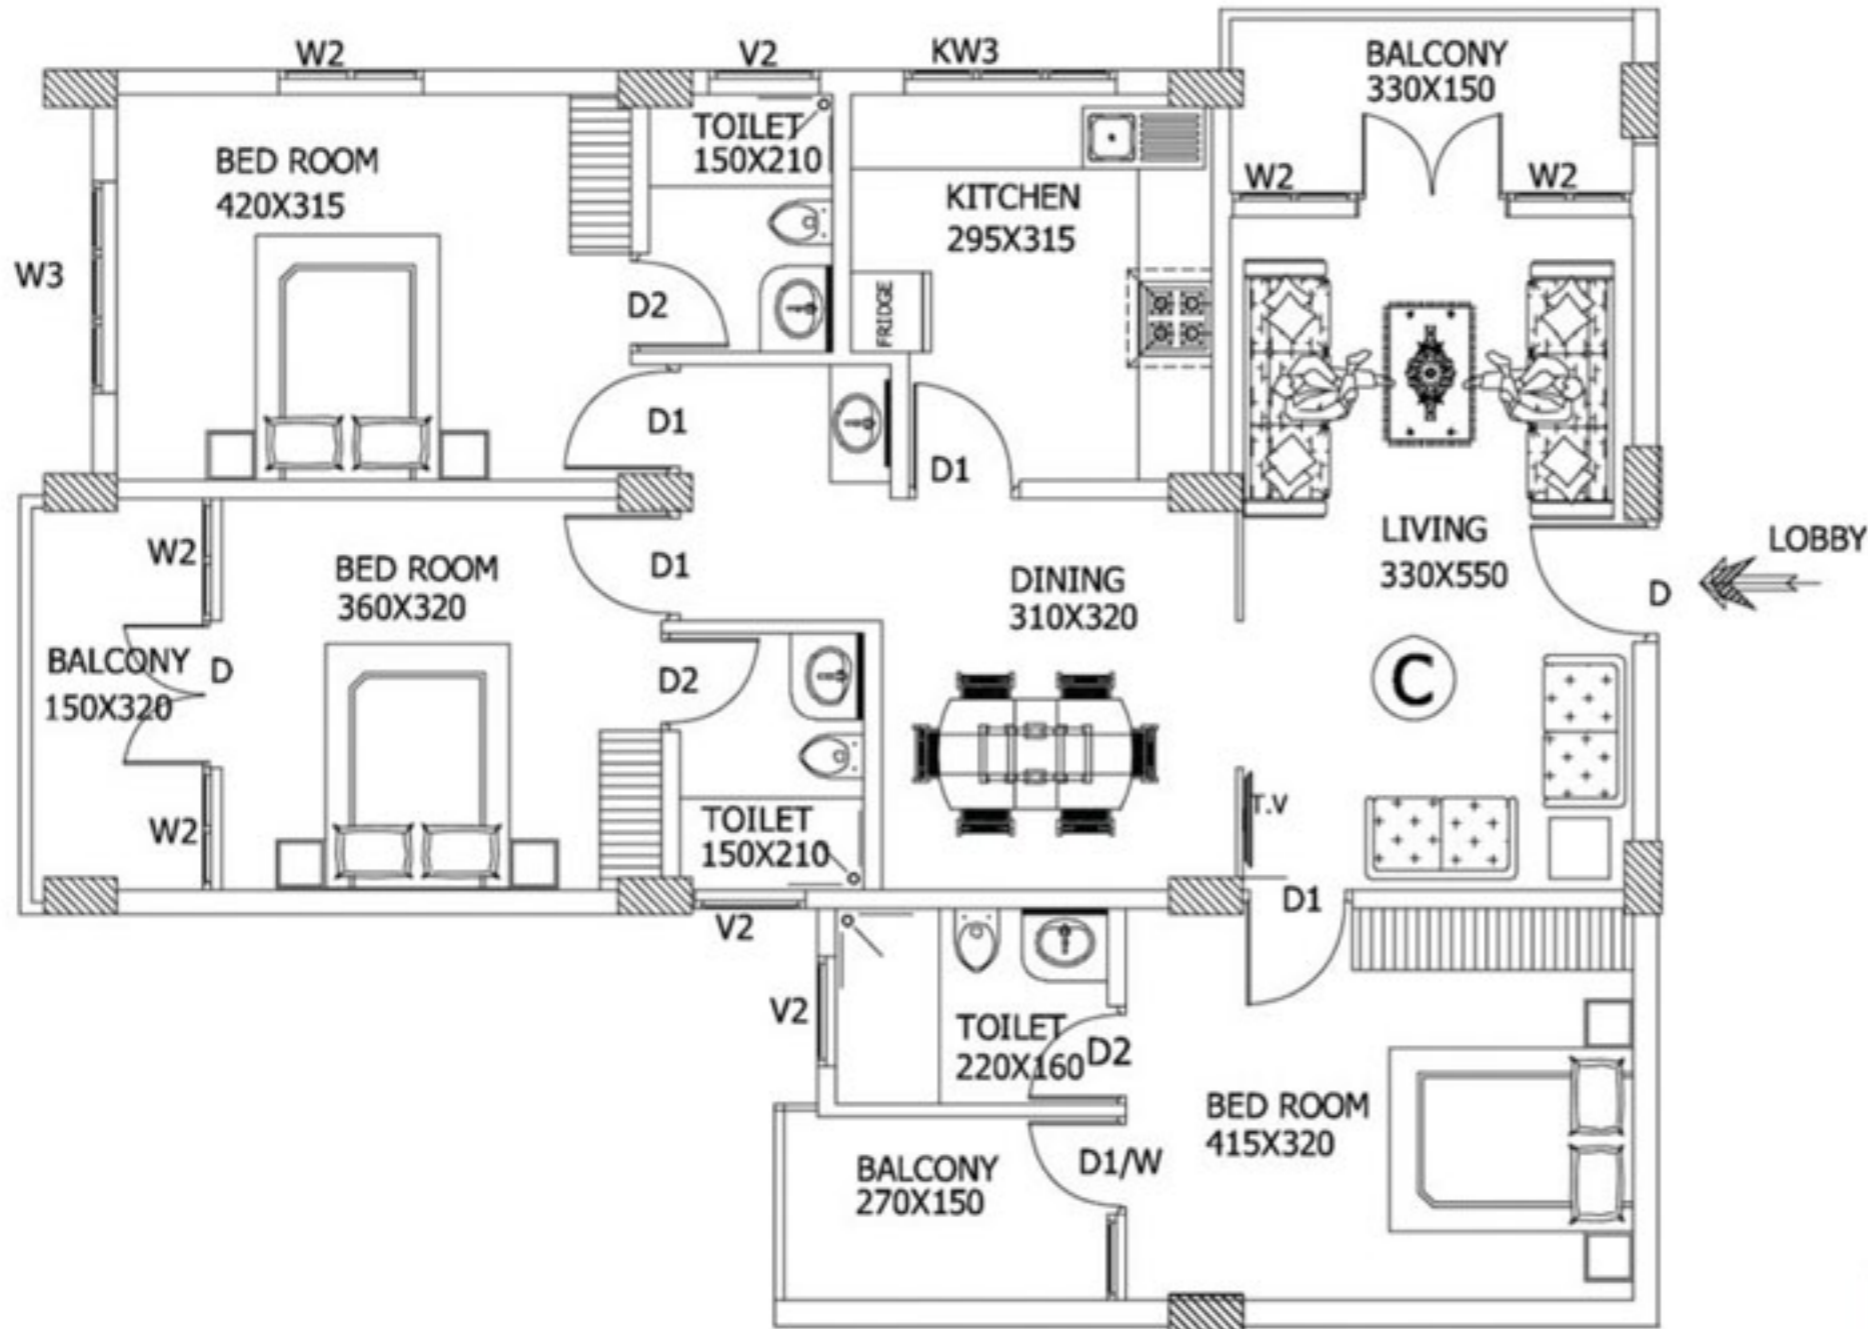 W2
V2
KW3
BALCONY
330X150
TOILET
150X210
BED ROOM
420X315
KITCHEN
295X315
W2
W2
W3
D2
FRIDGE
D1
D1
LIVING
330X550
LOBBY
D
W2
BED ROOM
360X320
D1
DINING
310X320
BALCONY
150X320
D
D2
C
W2
TOILET
150X210
T.V
D1
V2
V2
TOILET
220X160
D2
BED ROOM
415X320
BALCONY
270X150
D1/W